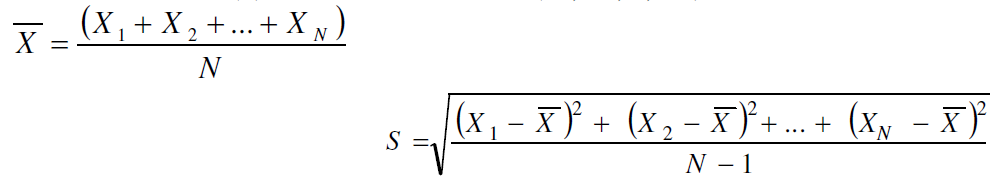 X̄ = (X₁ + X₂ + ... + X_N) / N
S = √((X₁ − X̄)² + (X₂ − X̄)² + ... + (X_N − X̄)² / N − 1)